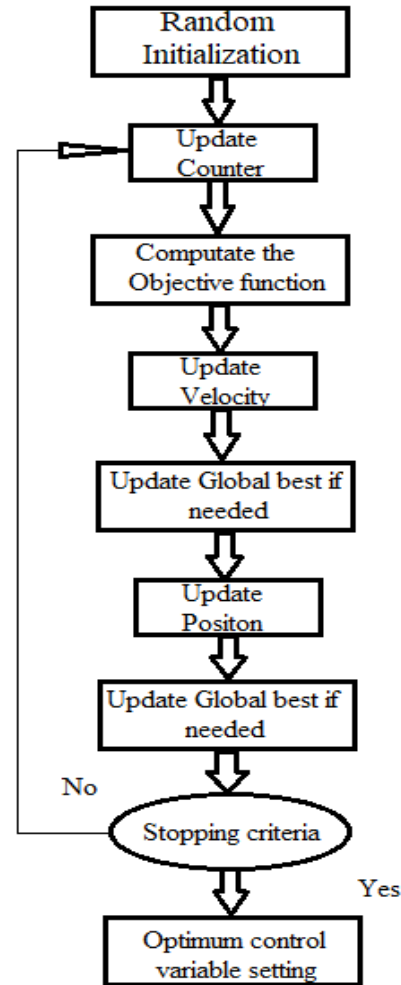 Random
Initialization
Update
Counter
Computate the
Objective function
Update
Velocity
Update Global best if
needed
Update
Positon
Update Global best if
needed
No
Stopping criteria
Yes
Optimum control
variable setting